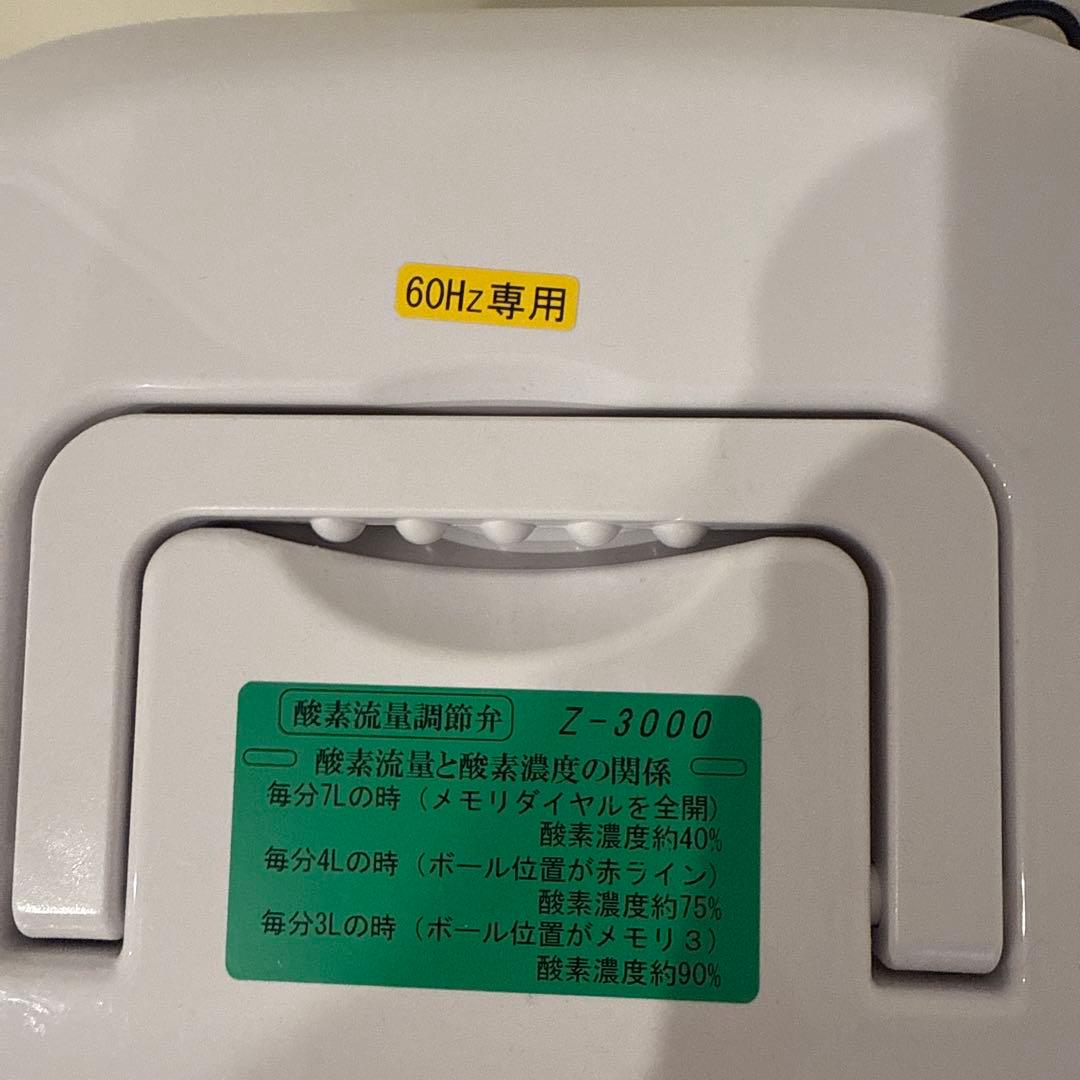 60Hz専用
酸素流量調節弁 Z-3000
酸素流量と酸素濃度の関係
毎分7Lの時（メモリダイヤルを全開）
酸素濃度約40%
毎分4Lの時（ボール位置が赤ライン）
酸素濃度約75%
毎分3Lの時（ボール位置がメモリ３）
酸素濃度約90%